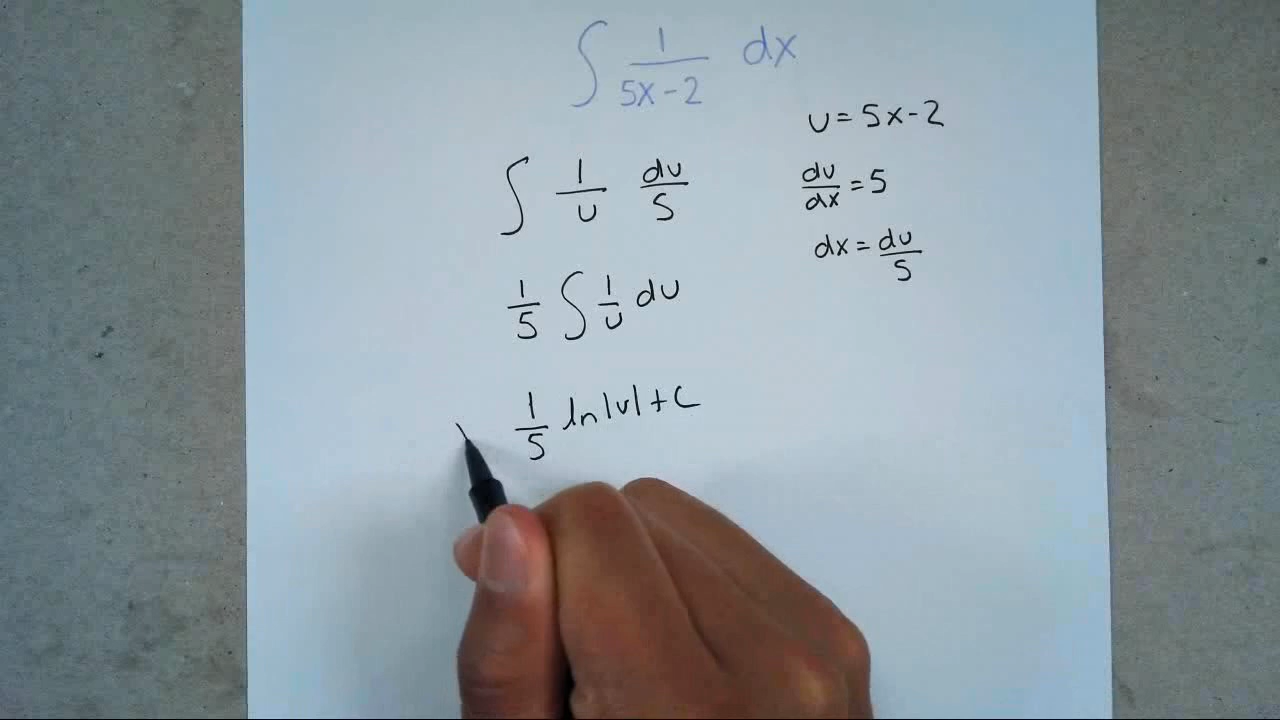 ∫ 1/(5x-2) dx
u = 5x-2
∫ 1/u du/5
du/dx = 5
dx = du/5
1/5 ∫ 1/u du
1/5 ln|u| + C